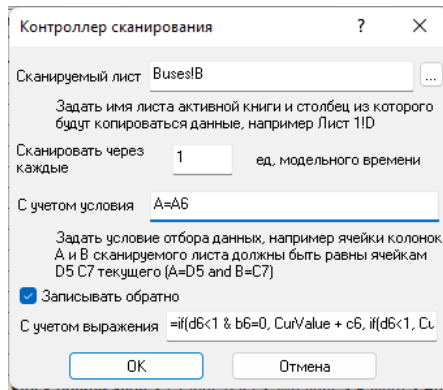 Контроллер сканирования ? ×
Сканируемый лист Buses!B ...
Задать имя листа активной книги и столбец из которого
будут копироваться данные, например Лист 1!D
Сканировать через
каждые 1 ед, модельного времени
С учетом условия A=A6
Задать условие отбора данных, например ячейки колонок
А и В сканируемого листа должны быть равны ячейкам
D5 C7 текущего (A=D5 and B=C7)
Записывать обратно
С учетом выражения =if(d6<1 & b6=0, CurValue + c6, if(d6<1, Cu
OK Отмена